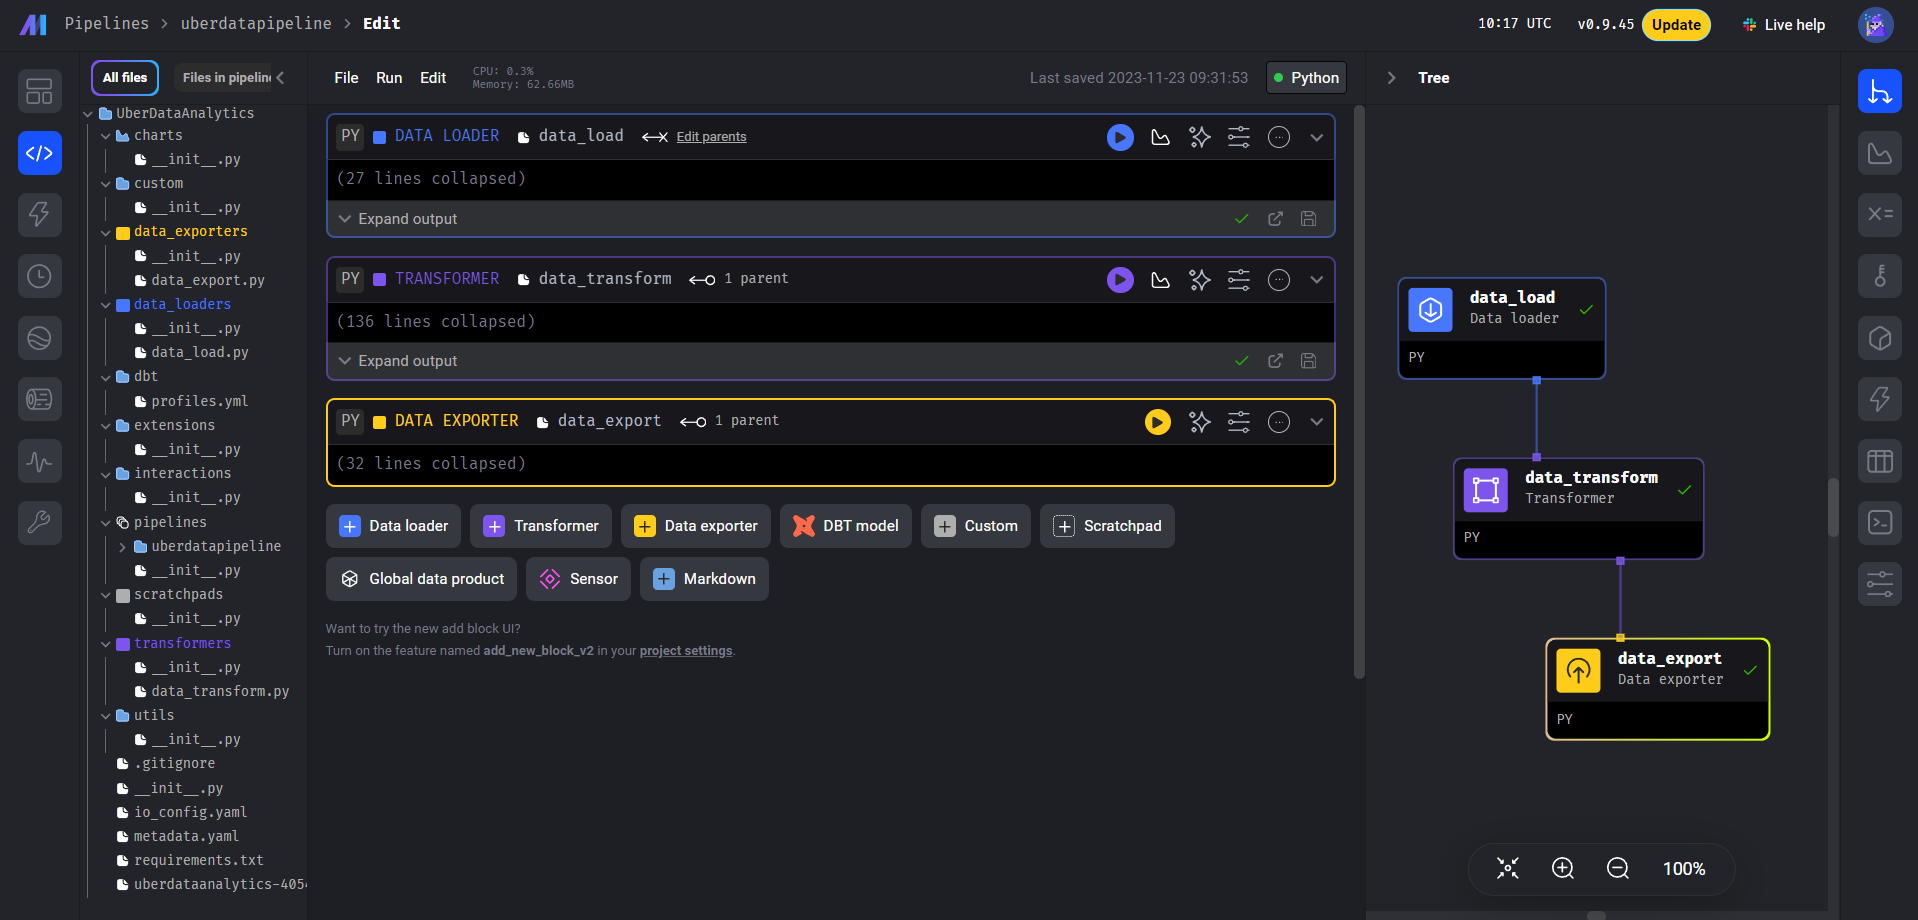 Pipelines > uberdatapipeline > Edit
10:17 UTC
v0.9.45
Update
Live help
All files
Files in pipeline
File Run Edit
CPU: 0.3%
Memory: 62.66MB
Last saved 2023-11-23 09:31:53
Python
Tree
UberDataAnalytics
charts
__init__.py
custom
__init__.py
data_exporters
__init__.py
data_export.py
data_loaders
__init__.py
data_load.py
dbt
profiles.yml
extensions
__init__.py
interactions
__init__.py
pipelines
uberdatapipeline
__init__.py
scratchpads
__init__.py
transformers
__init__.py
data_transform.py
utils
__init__.py
.gitignore
__init__.py
io_config.yaml
metadata.yaml
requirements.txt
uberdataanalytics-4054
PY DATA LOADER data_load Edit parents
(27 lines collapsed)
Expand output
PY TRANSFORMER data_transform 1 parent
(136 lines collapsed)
Expand output
PY DATA EXPORTER data_export 1 parent
(32 lines collapsed)
Data loader Transformer Data exporter DBT model Custom Scratchpad
Global data product Sensor Markdown
Want to try the new add block UI?
Turn on the feature named add_new_block_v2 in your project settings.
data_load
Data loader
PY
data_transform
Transformer
PY
data_export
Data exporter
PY
100%